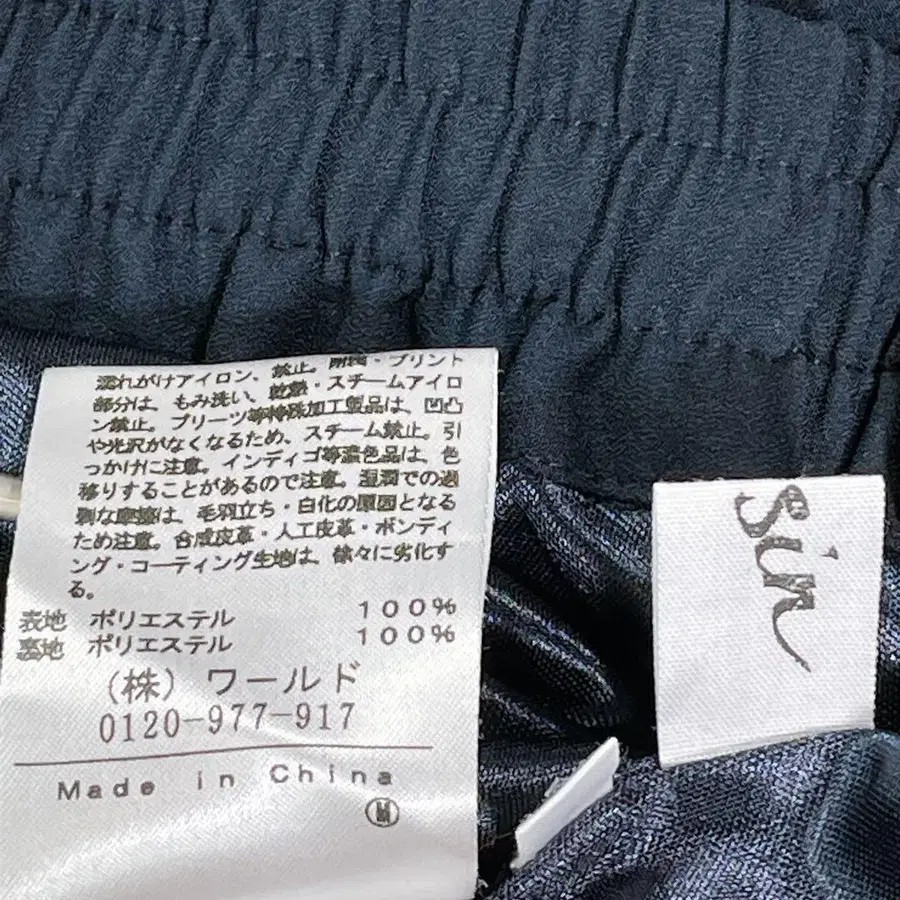 濡れがけアイロン、禁止。附属・プリント
部分は、もみ洗い、乾熱・スチームアイロ
ン禁止。プリーツ等特殊加工製品は、凹凸
や光沢がなくなるため、スチーム禁止。引
っかけに注意。インディゴ等濃色品は、色
移りすることがあるので注意。湿潤での過
剰な摩擦は、毛羽立ち・白化の原因となる
ため注意。合成皮革・人工皮革・ボンディ
ング・コーティング生地は、徐々に劣化す
る。
表地 ポリエステル 100%
裏地 ポリエステル 100%
(株) ワールド
0120-977-917
Made in China
M
sin